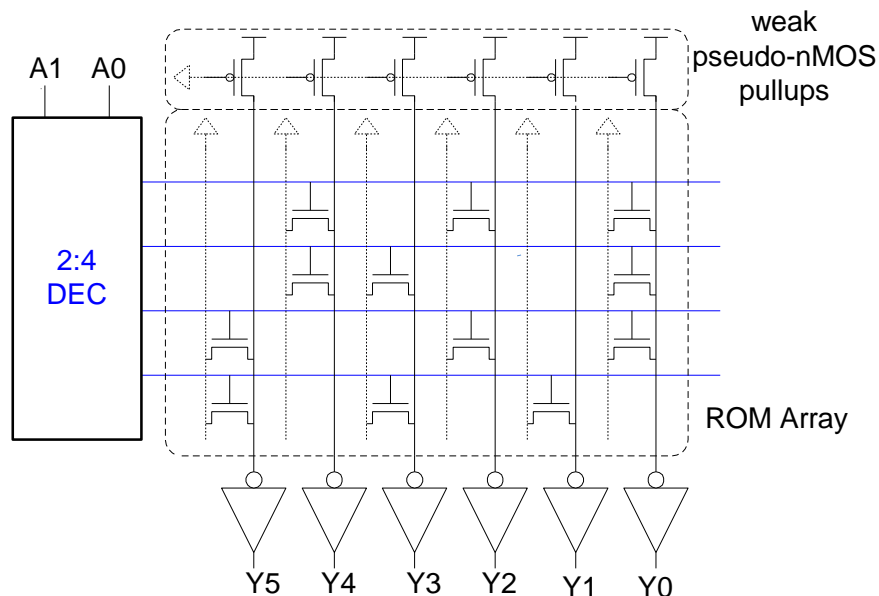 weak
pseudo-nMOS
pullups
A1 A0
2:4
DEC
ROM Array
Y5 Y4 Y3 Y2 Y1 Y0